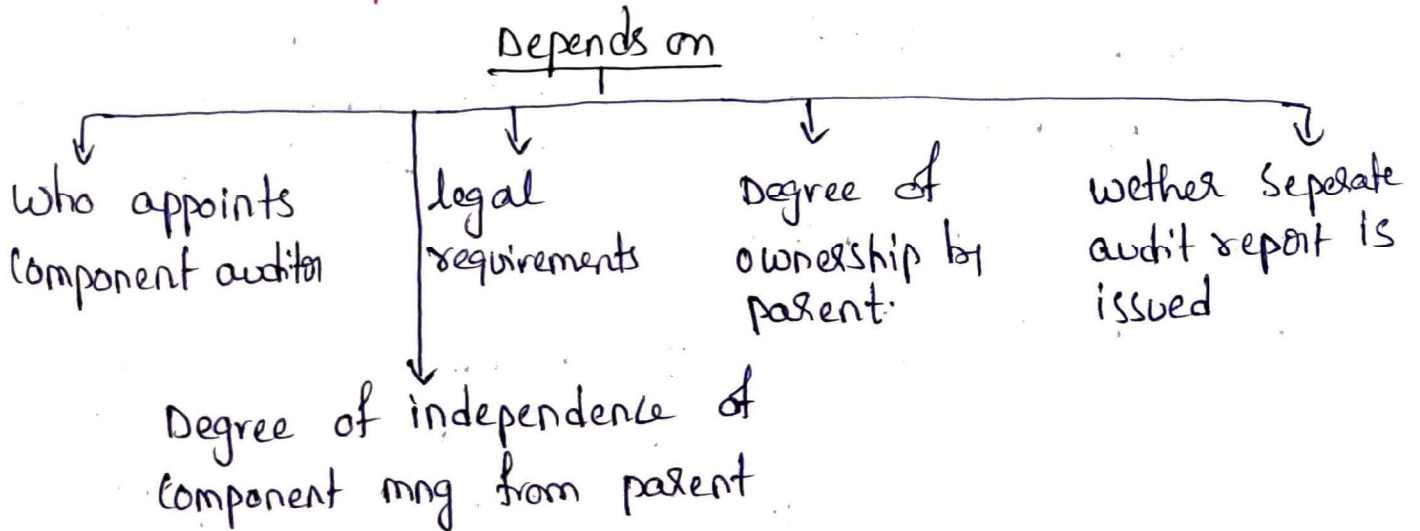 Depends on
who appoints
component auditor
legal
requirements
Degree of
ownership by
parent.
wether seperate
audit report is
issued
Degree of independence of
component mng from parent